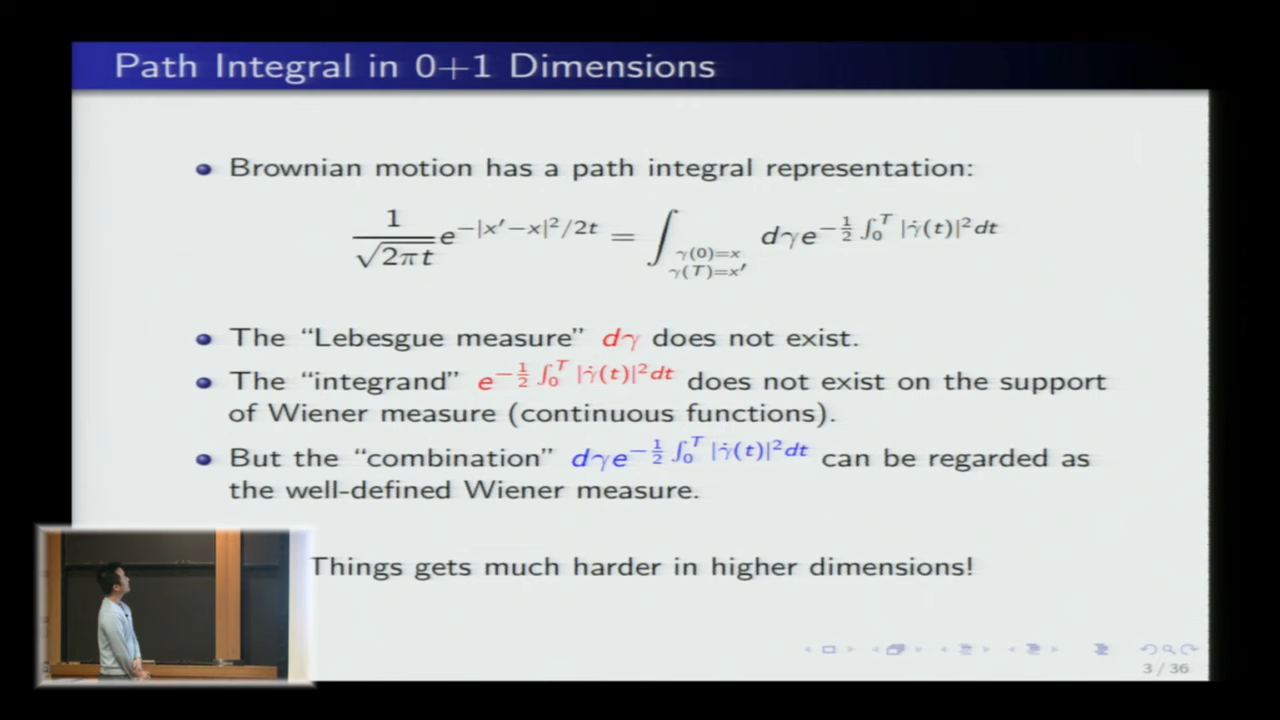 Path Integral in 0+1 Dimensions
Brownian motion has a path integral representation:
\frac{1}{\sqrt{2\pi t}} e^{-|x'-x|^2/2t} = \int_{\gamma(0)=x, \gamma(T)=x'} d\gamma e^{-\frac{1}{2}\int_0^T |\dot{\gamma}(t)|^2 dt}
The “Lebesgue measure” dγ does not exist.
The “integrand” e^{-\frac{1}{2}\int_0^T |\dot{\gamma}(t)|^2 dt} does not exist on the support
of Wiener measure (continuous functions).
But the “combination” dγe^{-\frac{1}{2}\int_0^T |\dot{\gamma}(t)|^2 dt} can be regarded as
the well-defined Wiener measure.
Things gets much harder in higher dimensions!
3 / 36